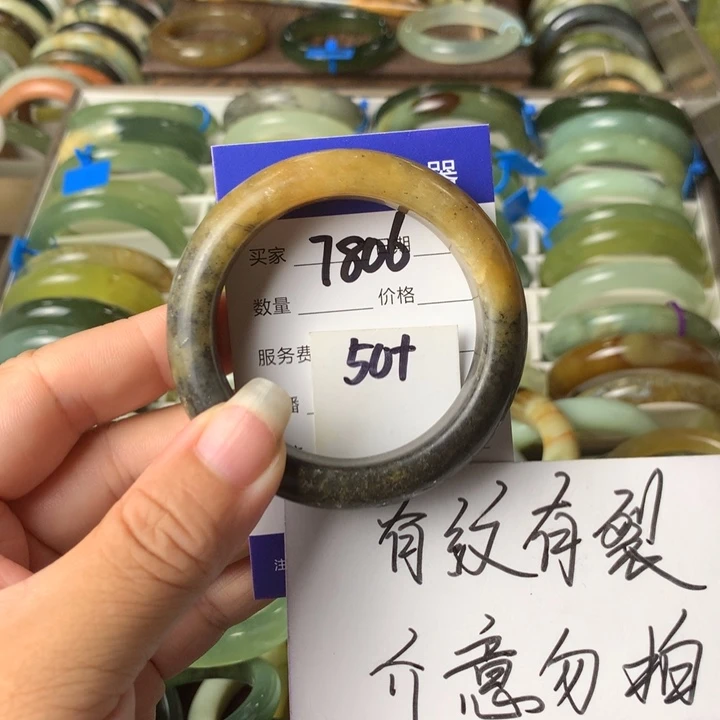 器
买家 7806 期
数量 价格
服务费
50+
有纹有裂
介意勿拍